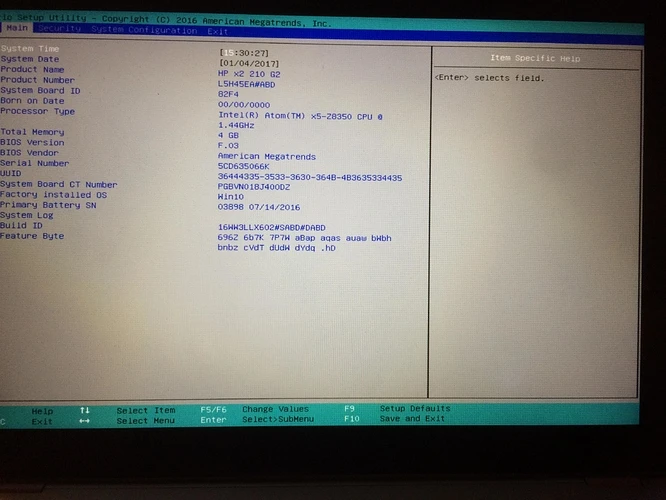 Setup Utility - Copyright (C) 2016 American Megatrends, Inc.
Main Security System Configuration Exit
System Time [15:30:27] Item Specific Help
System Date [01/04/2017]
Product Name HP x2 210 G2 <Enter> selects field.
Product Number L5H45EA#ABD
System Board ID 82F4
Born on Date 00/00/0000
Processor Type Intel(R) Atom(TM) x5-Z8350 CPU @
1.44GHz
Total Memory 4 GB
BIOS Version F.03
BIOS Vendor American Megatrends
Serial Number 5CD635066K
UUID 36444335-3533-3630-364B-4B3635334435
System Board CT Number PGBVN01BJ400DZ
Factory installed OS Win10
Primary Battery SN 03898 07/14/2016
System Log
Build ID 16WW3LLX602#SABD#DABD
Feature Byte 696Z 6b7K 7P7W aBap aqas auaw bWbh
bnbz cVdT dUdW dYdq .hD
Help ↑↓ Select Item F5/F6 Change Values F9 Setup Defaults
Exit ↔ Select Menu Enter Select>SubMenu F10 Save and Exit